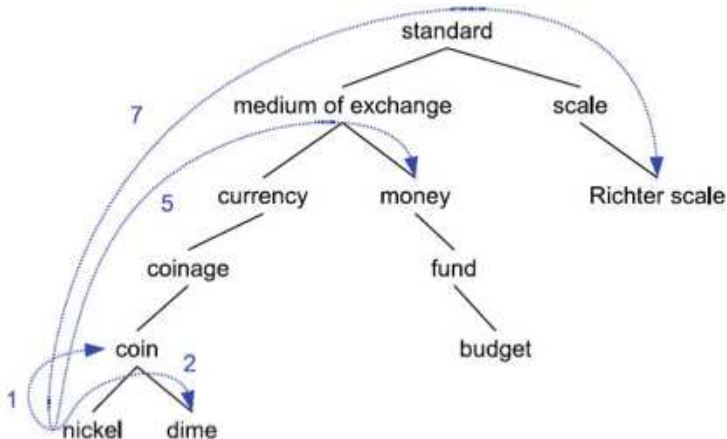 standard
7
medium of exchange
scale
5
currency
money
Richter scale
coinage
fund
1
coin
2
budget
nickel
dime